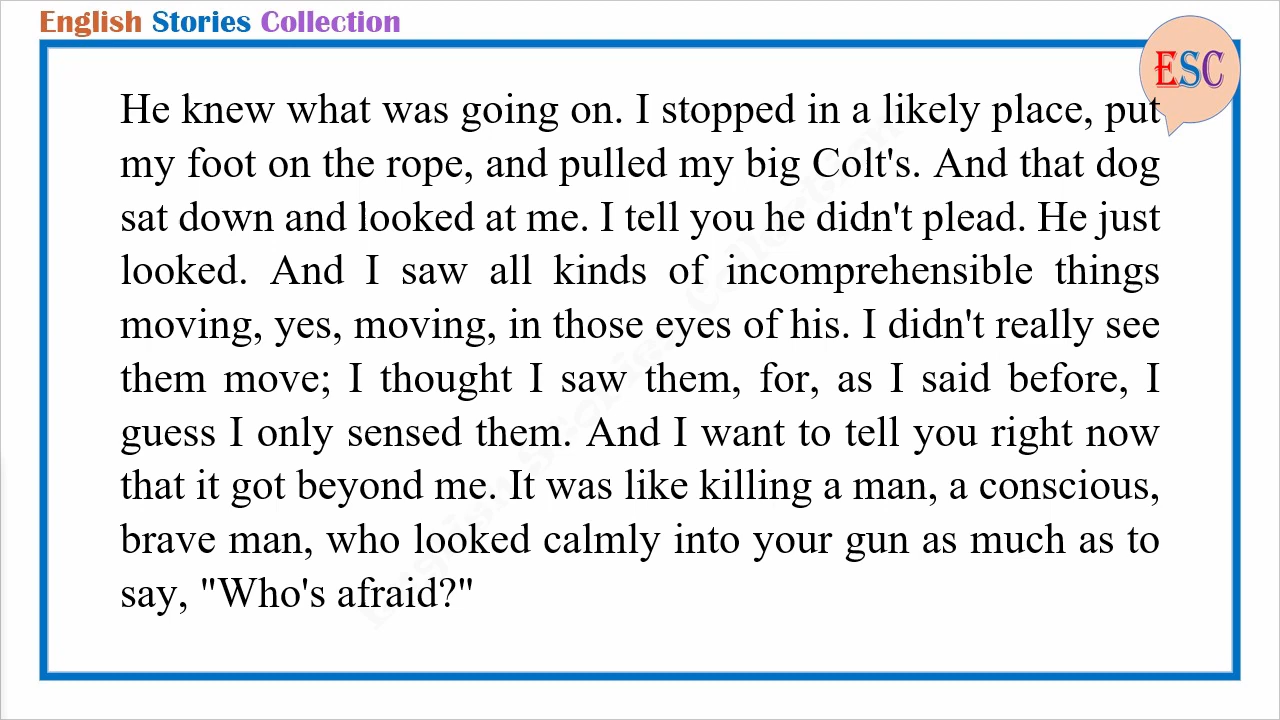 English Stories Collection
ESC
He knew what was going on. I stopped in a likely place, put
my foot on the rope, and pulled my big Colt's. And that dog
sat down and looked at me. I tell you he didn't plead. He just
looked. And I saw all kinds of incomprehensible things
moving, yes, moving, in those eyes of his. I didn't really see
them move; I thought I saw them, for, as I said before, I
guess I only sensed them. And I want to tell you right now
that it got beyond me. It was like killing a man, a conscious,
brave man, who looked calmly into your gun as much as to
say, "Who's afraid?"
English Stories Collection